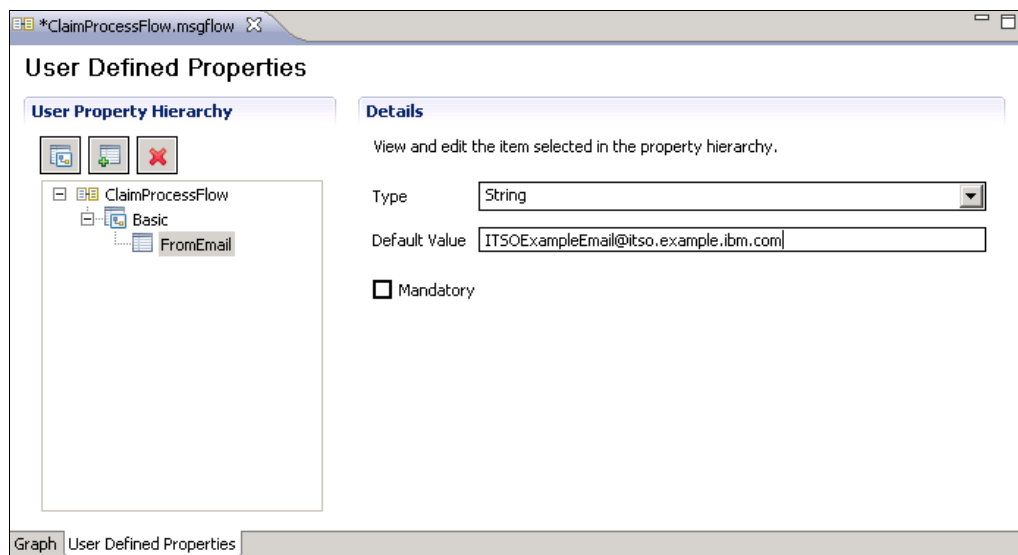 *ClaimProcessFlow.msgflow
User Defined Properties
User Property Hierarchy
Details
View and edit the item selected in the property hierarchy.
ClaimProcessFlow
Type
String
Basic
FromEmail
Default Value
ITSOExampleEmail@itso.example.ibm.com
Mandatory
Graph
User Defined Properties